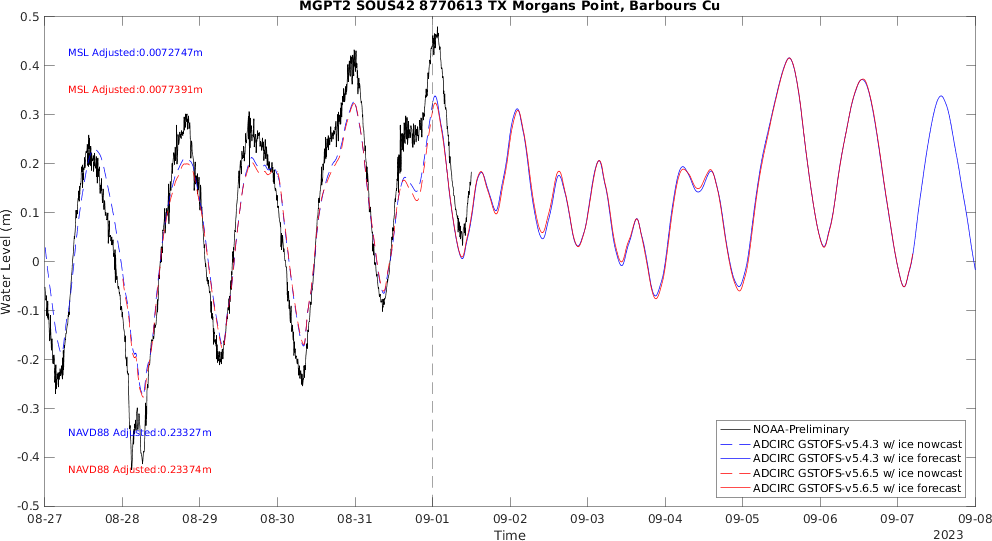 MGPT2 SOUS42 8770613 TX Morgans Point, Barbours Cu
0.5
0.4
0.3
0.2
0.1
0
-0.1
-0.2
-0.3
-0.4
-0.5
Water Level (m)
MSL Adjusted:0.0072747m
MSL Adjusted:0.0077391m
NAVD88 Adjusted:0.23327m
NAVD88 Adjusted:0.23374m
NOAA-Preliminary
ADCIRC GSTOFS-v5.4.3 w/ ice nowcast
ADCIRC GSTOFS-v5.4.3 w/ ice forecast
ADCIRC GSTOFS-v5.6.5 w/ ice nowcast
ADCIRC GSTOFS-v5.6.5 w/ ice forecast
08-27 08-28 08-29 08-30 08-31 09-01 09-02 09-03 09-04 09-05 09-06 09-07 09-08
Time
2023